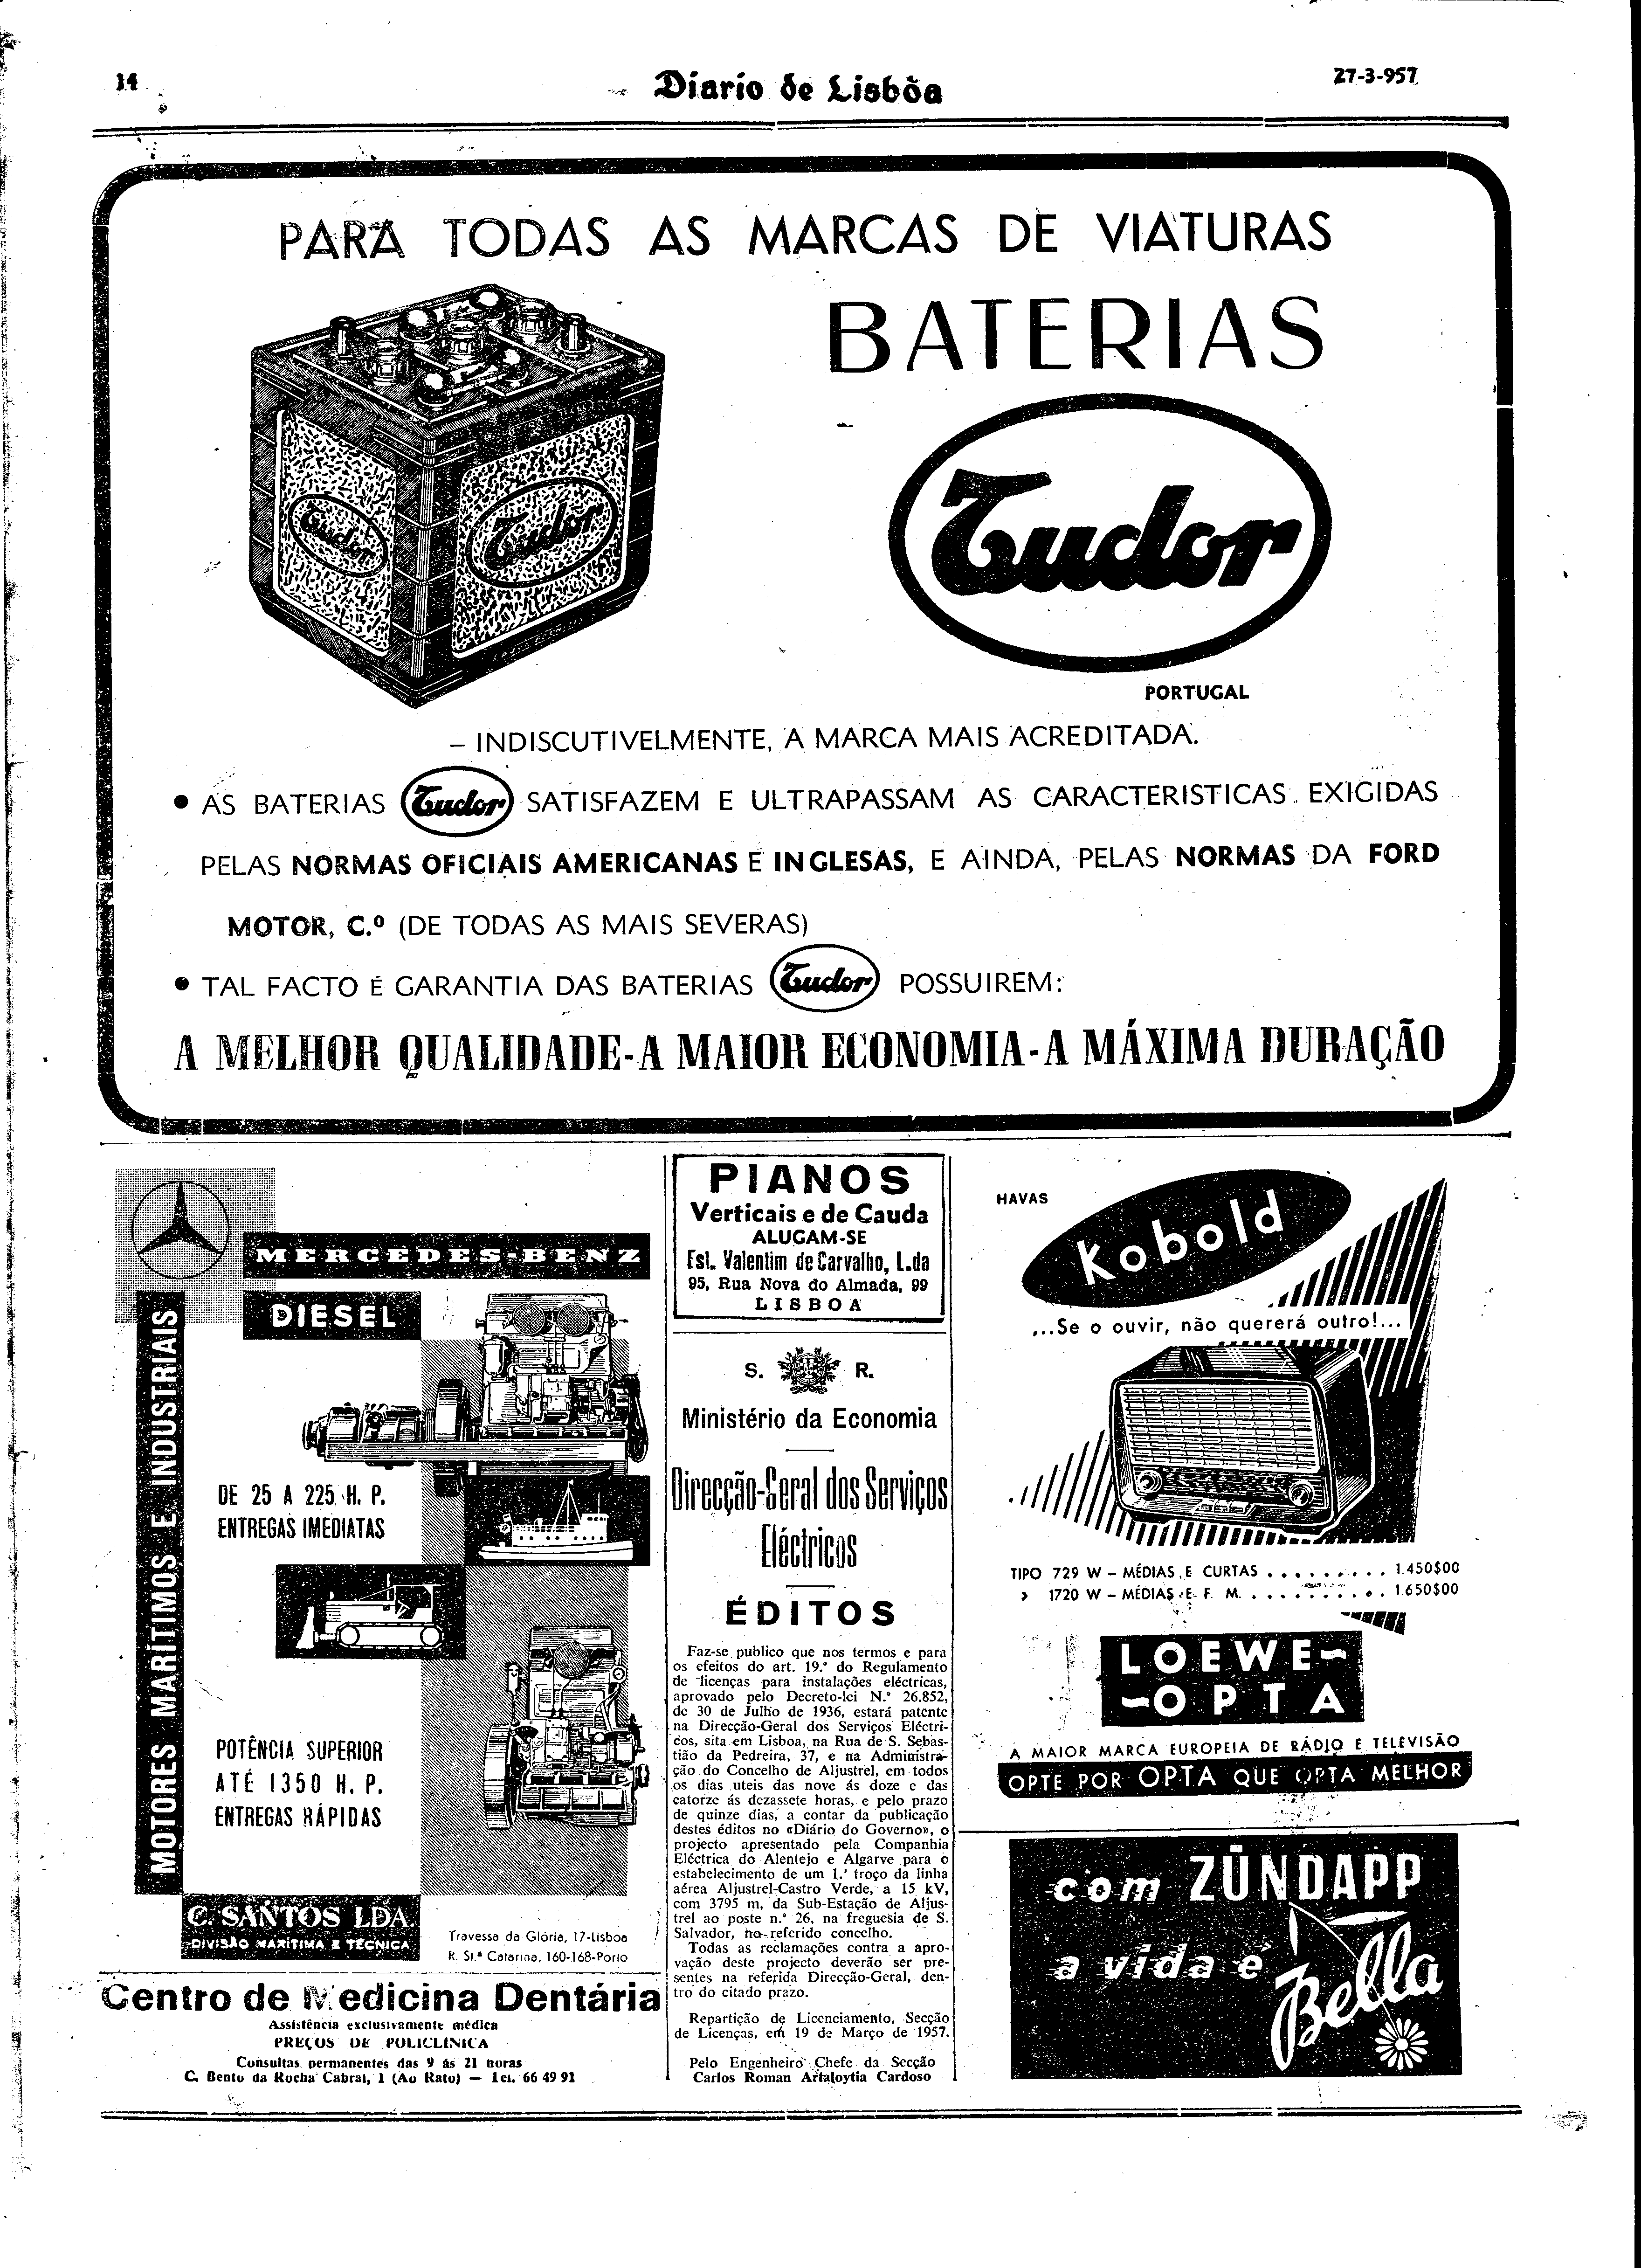 14
Diario de Lisbôa
27-3-957
PARA TODAS AS MARCAS DE VIATURAS
BATERIAS
Tudor
Tudor
Tudor
PORTUGAL
– INDISCUTIVELMENTE, A MARCA MAIS ACREDITADA.
• AS BATERIAS Tudor SATISFAZEM E ULTRAPASSAM AS CARACTERISTICAS EXIGIDAS
PELAS NORMAS OFICIAIS AMERICANAS E INGLESAS, E AINDA, PELAS NORMAS DA FORD
MOTOR, C.º (DE TODAS AS MAIS SEVERAS)
• TAL FACTO É GARANTIA DAS BATERIAS Tudor POSSUIREM:
A MELHOR QUALIDADE-A MAIOR ECONOMIA-A MÁXIMA DURAÇÃO
MERCEDES-BENZ
DIESEL
MOTORES MARÍTIMOS E INDUSTRIAIS
DE 25 A 225 H. P.
ENTREGAS IMEDIATAS
POTÊNCIA SUPERIOR
ATÉ 1350 H. P.
ENTREGAS RÁPIDAS
C. SANTOS LDA.
DIVISÃO MARÍTIMA E TÉCNICA
Travessa da Glória, 17-Lisboa
R. St.ª Catarina, 160-168-Porto
Centro de Medicina Dentária
Assistência exclusivamente médica
PREÇOS DE POLICLÍNICA
Consultas permanentes das 9 ás 21 horas
C. Bento da Rocha Cabral, 1 (Ao Rato) — Tel. 66 49 91
PIANOS
Verticais e de Cauda
ALUGAM-SE
Est. Valentim de Carvalho, L.da
95, Rua Nova do Almada, 99
LISBOA
S. R.
Ministério da Economia
Direcção-Geral dos Serviços
Eléctricos
ÉDITOS
Faz-se publico que nos termos e para
os efeitos do art. 19.º do Regulamento
de licenças para instalações eléctricas,
aprovado pelo Decreto-lei N.º 26.852,
de 30 de Julho de 1936, estará patente
na Direcção-Geral dos Serviços Eléctri-
cos, sita em Lisboa, na Rua de S. Sebas-
tião da Pedreira, 37, e na Administra-
ção do Concelho de Aljustrel, em todos
os dias uteis das nove ás doze e das
catorze ás dezassete horas, e pelo prazo
de quinze dias, a contar da publicação
destes éditos no «Diário do Governo», o
projecto apresentado pela Companhia
Eléctrica do Alentejo e Algarve para o
estabelecimento de um 1.º troço da linha
aérea Aljustrel-Castro Verde, a 15 kV,
com 3795 m, da Sub-Estação de Aljus-
trel ao poste n.º 26, na freguesia de S.
Salvador, no referido concelho.
Todas as reclamações contra a apro-
vação deste projecto deverão ser pre-
sentes na referida Direcção-Geral, den-
tro do citado prazo.
Repartição de Licenciamento, Secção
de Licenças, em 19 de Março de 1957.
Pelo Engenheiro Chefe da Secção
Carlos Roman Artaloytia Cardoso
HAVAS
Kobold
...Se o ouvir, não quererá outro!...
TIPO 729 W – MÉDIAS E CURTAS . . . . . . . . . 1.450$00
» 1720 W – MÉDIAS E F. M. . . . . . . . . . . 1.650$00
LOEWE–
–OPTA
A MAIOR MARCA EUROPEIA DE RÁDIO E TELEVISÃO
OPTE POR OPTA QUE OPTA MELHOR
com ZÜNDAPP
a vida é
Bella